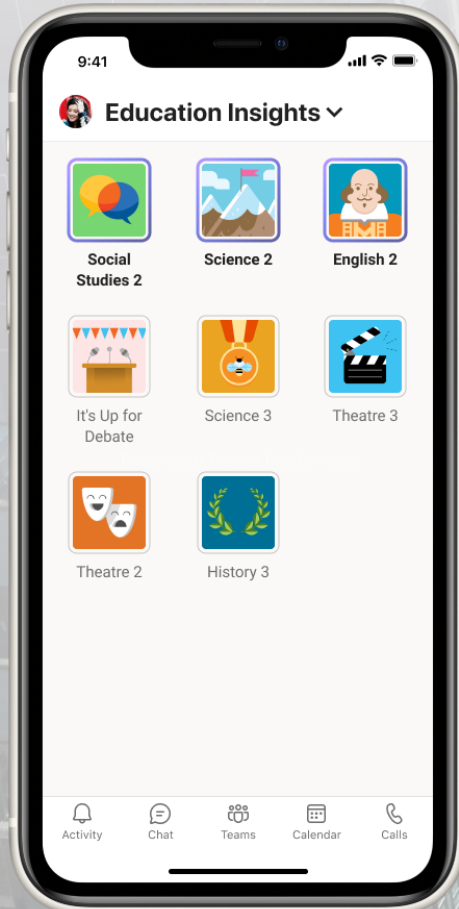 9:41
Education Insights
Social
Studies 2
Science 2
English 2
It's Up for
Debate
Science 3
Theatre 3
Theatre 2
History 3
Activity
Chat
Teams
Calendar
Calls